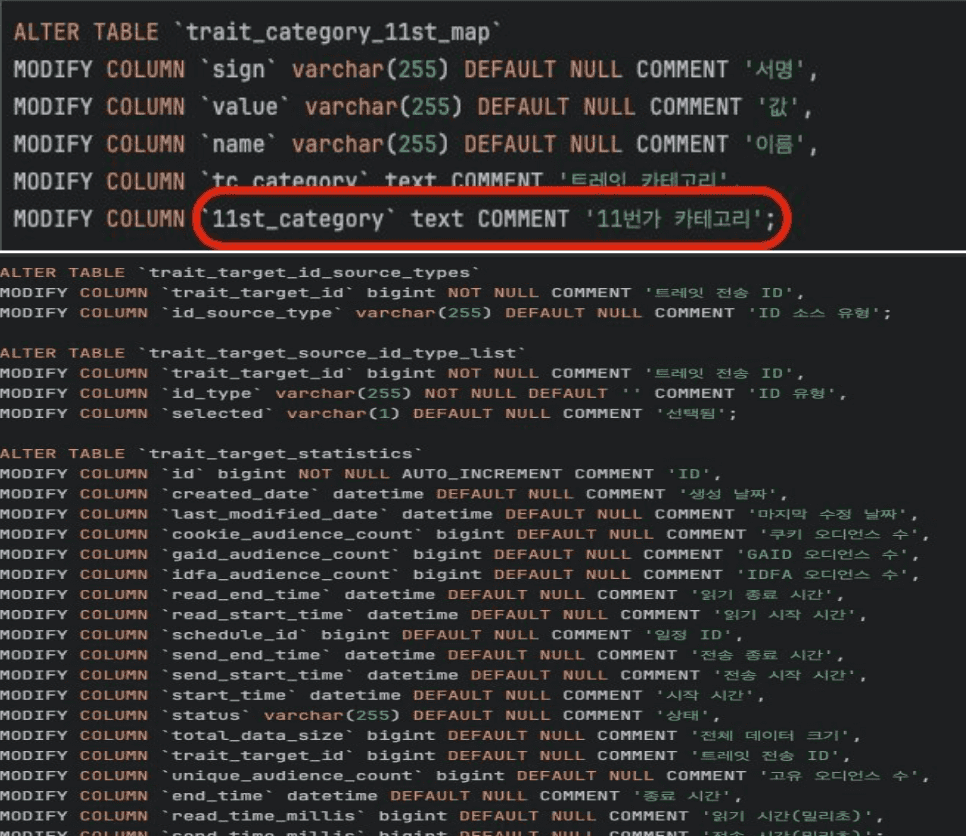 ALTER TABLE `trait_category_11st_map`
MODIFY COLUMN `sign` varchar(255) DEFAULT NULL COMMENT '서명',
MODIFY COLUMN `value` varchar(255) DEFAULT NULL COMMENT '값',
MODIFY COLUMN `name` varchar(255) DEFAULT NULL COMMENT '이름',
MODIFY COLUMN `tc_category` text COMMENT '트레잇 카테고리',
MODIFY COLUMN `11st_category` text COMMENT '11번가 카테고리';
ALTER TABLE `trait_target_id_source_types`
MODIFY COLUMN `trait_target_id` bigint NOT NULL COMMENT '트레잇 전송 ID',
MODIFY COLUMN `id_source_type` varchar(255) DEFAULT NULL COMMENT 'ID 소스 유형';
ALTER TABLE `trait_target_source_id_type_list`
MODIFY COLUMN `trait_target_id` bigint NOT NULL COMMENT '트레잇 전송 ID',
MODIFY COLUMN `id_type` varchar(255) NOT NULL DEFAULT '' COMMENT 'ID 유형',
MODIFY COLUMN `selected` varchar(1) DEFAULT NULL COMMENT '선택됨';
ALTER TABLE `trait_target_statistics`
MODIFY COLUMN `id` bigint NOT NULL AUTO_INCREMENT COMMENT 'ID',
MODIFY COLUMN `created_date` datetime DEFAULT NULL COMMENT '생성 날짜',
MODIFY COLUMN `last_modified_date` datetime DEFAULT NULL COMMENT '마지막 수정 날짜',
MODIFY COLUMN `cookie_audience_count` bigint DEFAULT NULL COMMENT '쿠키 오디언스 수',
MODIFY COLUMN `gaid_audience_count` bigint DEFAULT NULL COMMENT 'GAID 오디언스 수',
MODIFY COLUMN `idfa_audience_count` bigint DEFAULT NULL COMMENT 'IDFA 오디언스 수',
MODIFY COLUMN `read_end_time` datetime DEFAULT NULL COMMENT '읽기 종료 시간',
MODIFY COLUMN `read_start_time` datetime DEFAULT NULL COMMENT '읽기 시작 시간',
MODIFY COLUMN `schedule_id` bigint DEFAULT NULL COMMENT '일정 ID',
MODIFY COLUMN `send_end_time` datetime DEFAULT NULL COMMENT '전송 종료 시간',
MODIFY COLUMN `send_start_time` datetime DEFAULT NULL COMMENT '전송 시작 시간',
MODIFY COLUMN `start_time` datetime DEFAULT NULL COMMENT '시작 시간',
MODIFY COLUMN `status` varchar(255) DEFAULT NULL COMMENT '상태',
MODIFY COLUMN `total_data_size` bigint DEFAULT NULL COMMENT '전체 데이터 크기',
MODIFY COLUMN `trait_target_id` bigint DEFAULT NULL COMMENT '트레잇 전송 ID',
MODIFY COLUMN `unique_audience_count` bigint DEFAULT NULL COMMENT '고유 오디언스 수',
MODIFY COLUMN `end_time` datetime DEFAULT NULL COMMENT '종료 시간',
MODIFY COLUMN `read_time_millis` bigint DEFAULT NULL COMMENT '읽기 시간(밀리초)',
MODIFY COLUMN `send_time_millis` bigint DEFAULT NULL COMMENT '전송 시간(밀리초)',